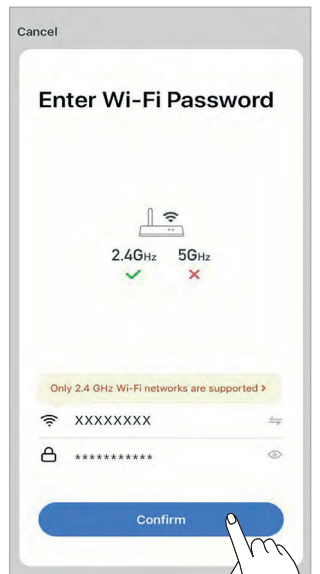 Cancel
Enter Wi-Fi Password
2.4GHz 5GHz
Only 2.4 GHz Wi-Fi networks are supported >
XXXXXXXX
***********
Confirm